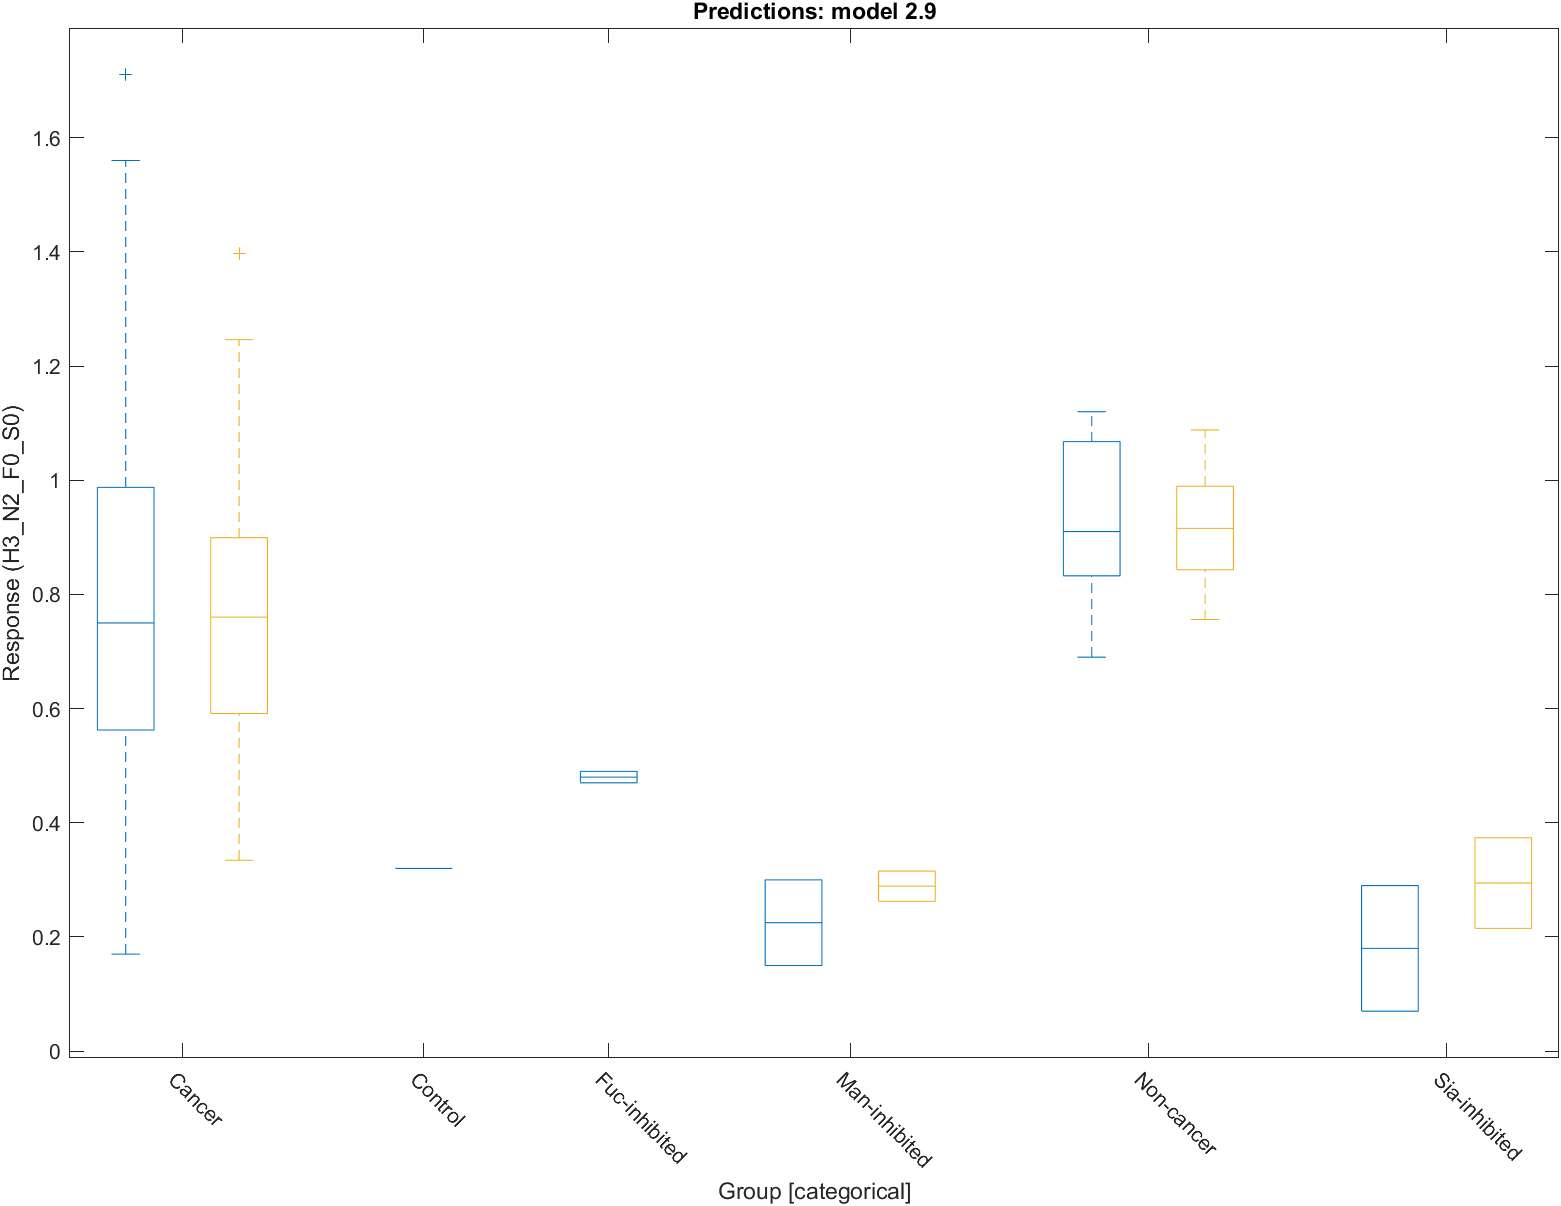 Predictions: model 2.9
Response (H3_N2_F0_S0)
1.6
1.4
1.2
1
0.8
0.6
0.4
0.2
0
Cancer
Control
Fuc-inhibited
Man-inhibited
Non-cancer
Sia-inhibited
Group [categorical]